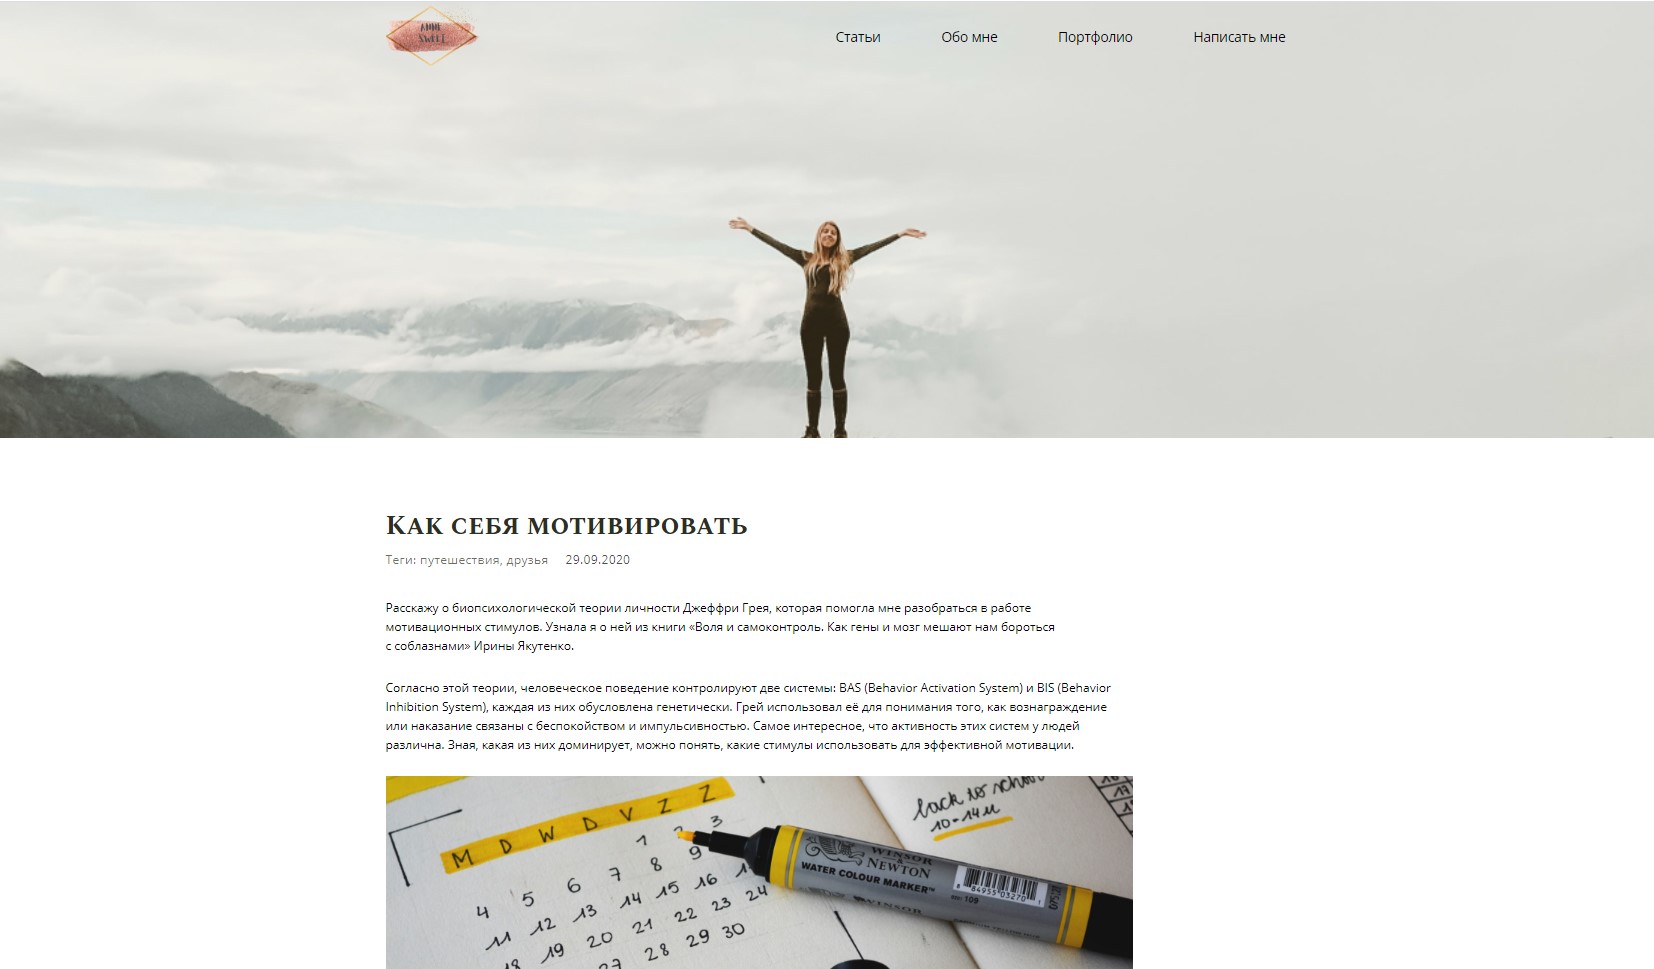 ANNE
SWEET
Статьи Обо мне Портфолио Написать мне
Как себя мотивировать
Теги: путешествия, друзья 29.09.2020
Расскажу о биопсихологической теории личности Джеффри Грея, которая помогла мне разобраться в работе
мотивационных стимулов. Узнала я о ней из книги «Воля и самоконтроль. Как гены и мозг мешают нам бороться
с соблазнами» Ирины Якутенко.
Согласно этой теории, человеческое поведение контролируют две системы: BAS (Behavior Activation System) и BIS (Behavior
Inhibition System), каждая из них обусловлена генетически. Грей использовал её для понимания того, как вознаграждение
или наказание связаны с беспокойством и импульсивностью. Самое интересное, что активность этих систем у людей
различна. Зная, какая из них доминирует, можно понять, какие стимулы использовать для эффективной мотивации.
M D W D V Z Z
1 2 3
4 5 6 7 8 9
11 12 13 14 15 16
18 19 20 21 22 23 24
27 28 29 30
back to school
10-14
16
17
WINSOR
&
NEWTON
WATER COLOUR MARKER™
WINSOR
84955 03270 1